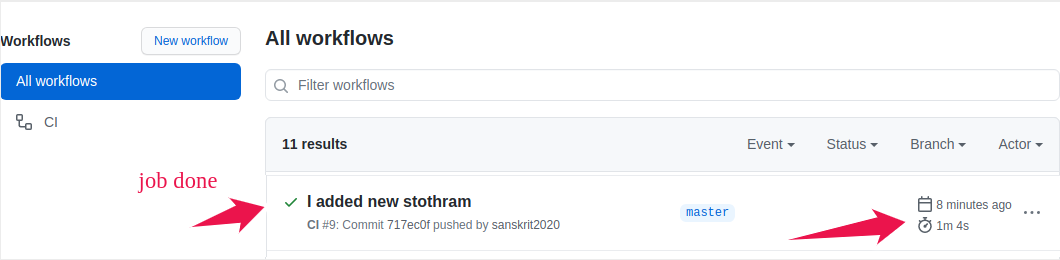 Workflows
New workflow
All workflows
CI
All workflows
Filter workflows
11 results
Event
Status
Branch
Actor
job done
I added new stothram
CI #9: Commit 717ec0f pushed by sanskrit2020
master
8 minutes ago
1m 4s